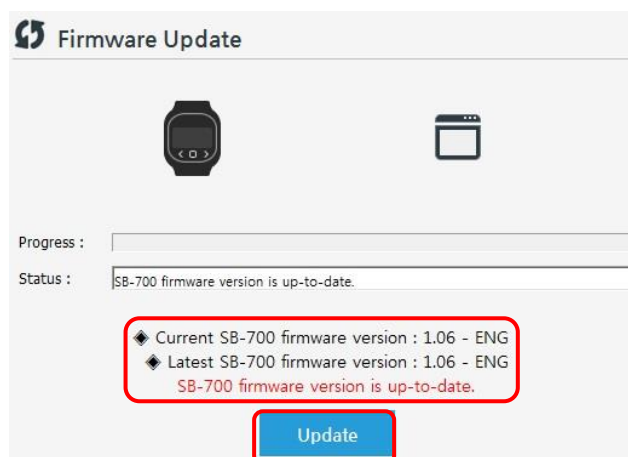 Firmware Update
Progress :
Status :
SB-700 firmware version is up-to-date.
◈ Current SB-700 firmware version : 1.06 - ENG
◈ Latest SB-700 firmware version : 1.06 - ENG
SB-700 firmware version is up-to-date.
Update